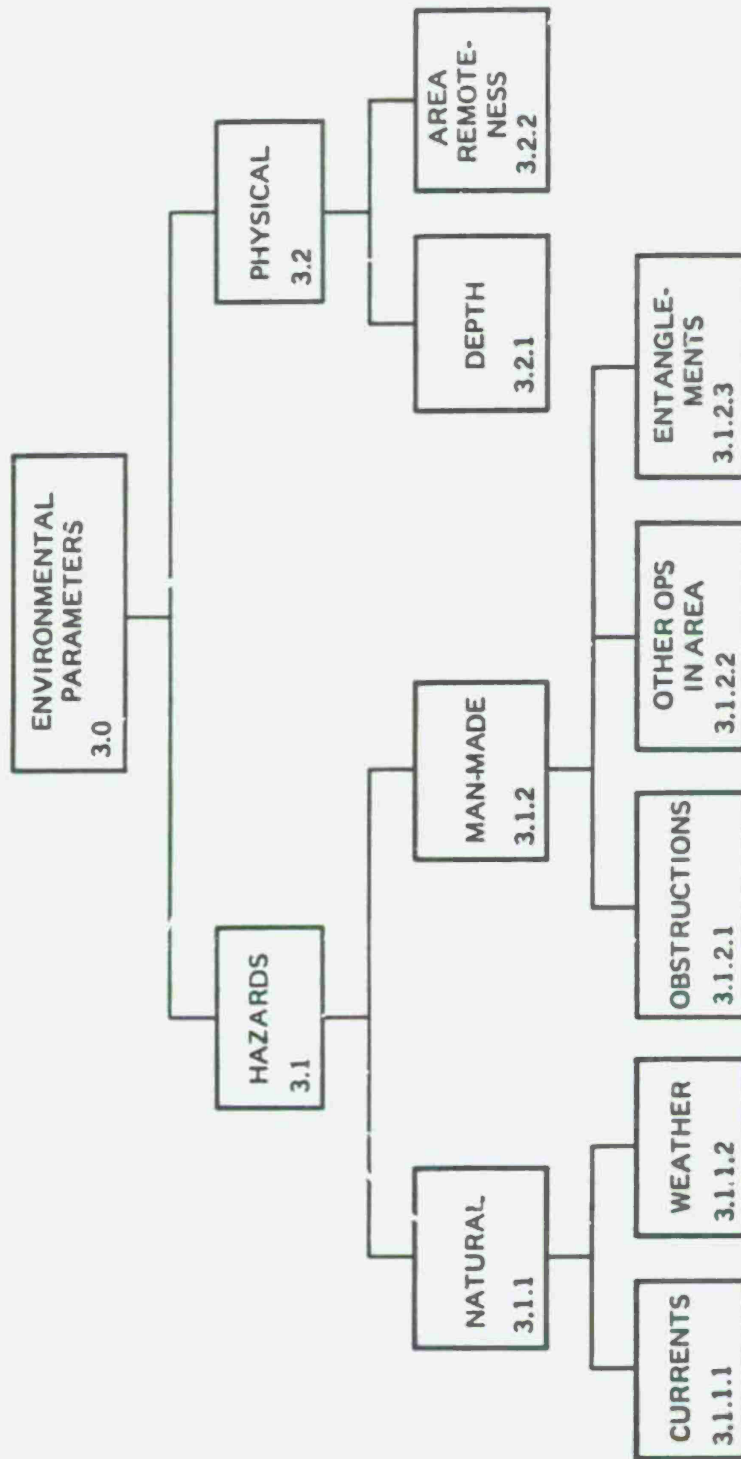 ENVIRONMENTAL
PARAMETERS
3.0
HAZARDS
3.1
PHYSICAL
3.2
NATURAL
3.1.1
MAN-MADE
3.1.2
DEPTH
3.2.1
AREA
REMOTE-
NESS
3.2.2
CURRENTS
3.1.1.1
WEATHER
3.1.1.2
OBSTRUCTIONS
3.1.2.1
OTHER OPS
IN AREA
3.1.2.2
ENTANGLE-
MENTS
3.1.2.3